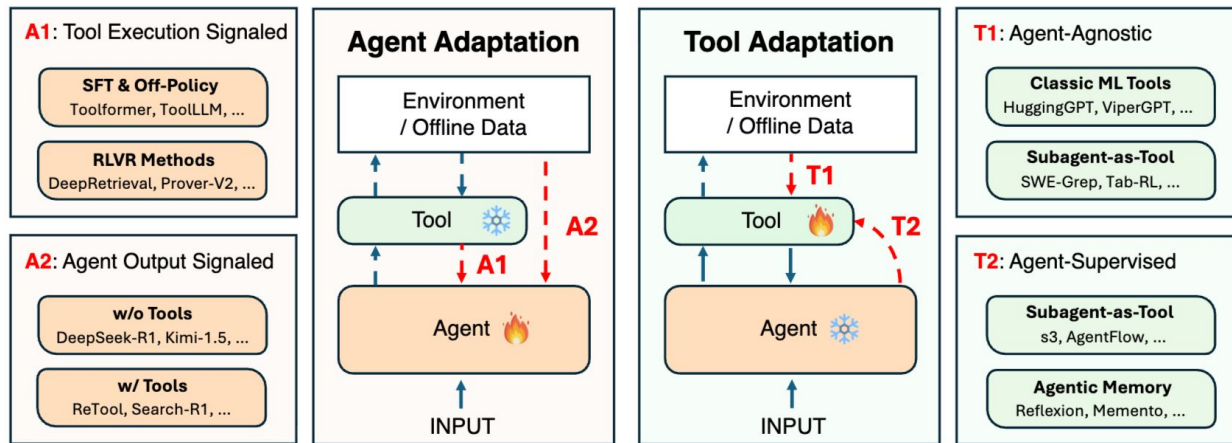 A1: Tool Execution Signaled
SFT & Off-Policy
Toolformer, ToolLLM, ...
RLVR Methods
DeepRetrieval, Prover-V2, ...
A2: Agent Output Signaled
w/o Tools
DeepSeek-R1, Kimi-1.5, ...
w/ Tools
ReTool, Search-R1, ...
Agent Adaptation
Environment
/ Offline Data
A2
Tool
A1
Agent
INPUT
Tool Adaptation
Environment
/ Offline Data
T1
Tool
T2
Agent
INPUT
T1: Agent-Agnostic
Classic ML Tools
HuggingGPT, ViperGPT, ...
Subagent-as-Tool
SWE-Grep, Tab-RL, ...
T2: Agent-Supervised
Subagent-as-Tool
s3, AgentFlow, ...
Agentic Memory
Reflexion, Memento, ...